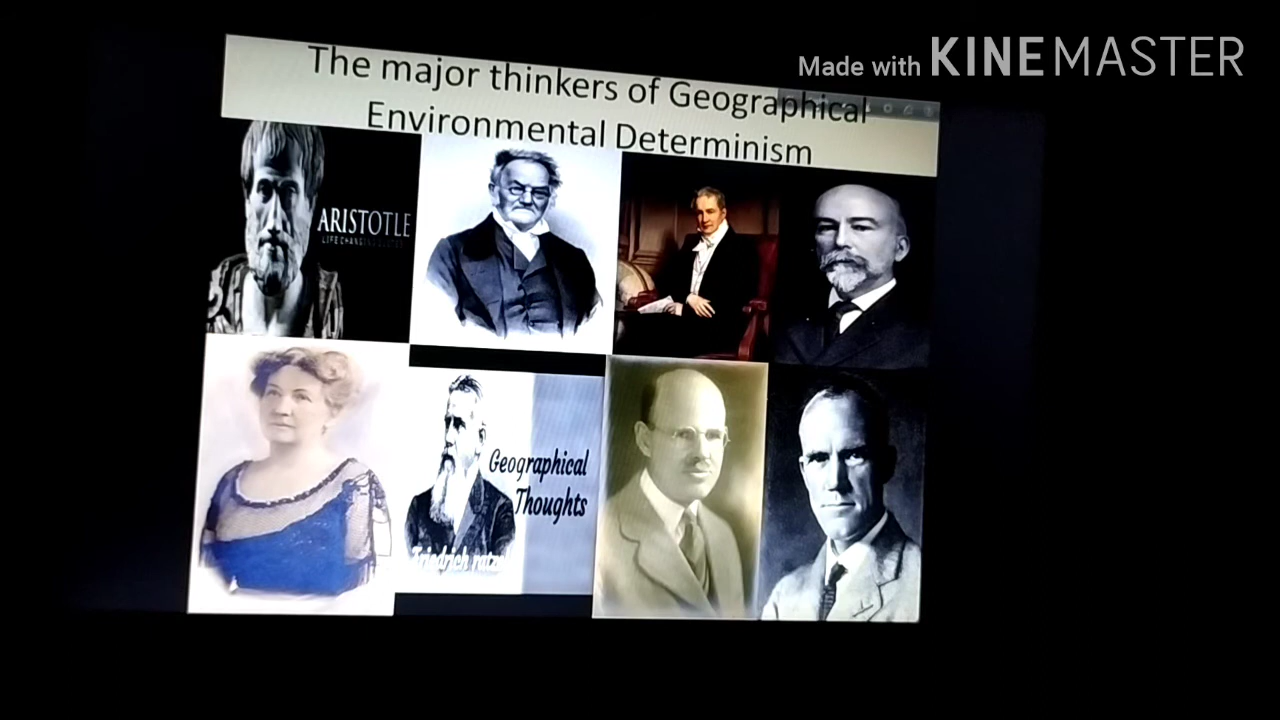 Made with KINEMASTER
The major thinkers of Geographical
Environmental Determinism
ARISTOTLE
Geographical
Thoughts